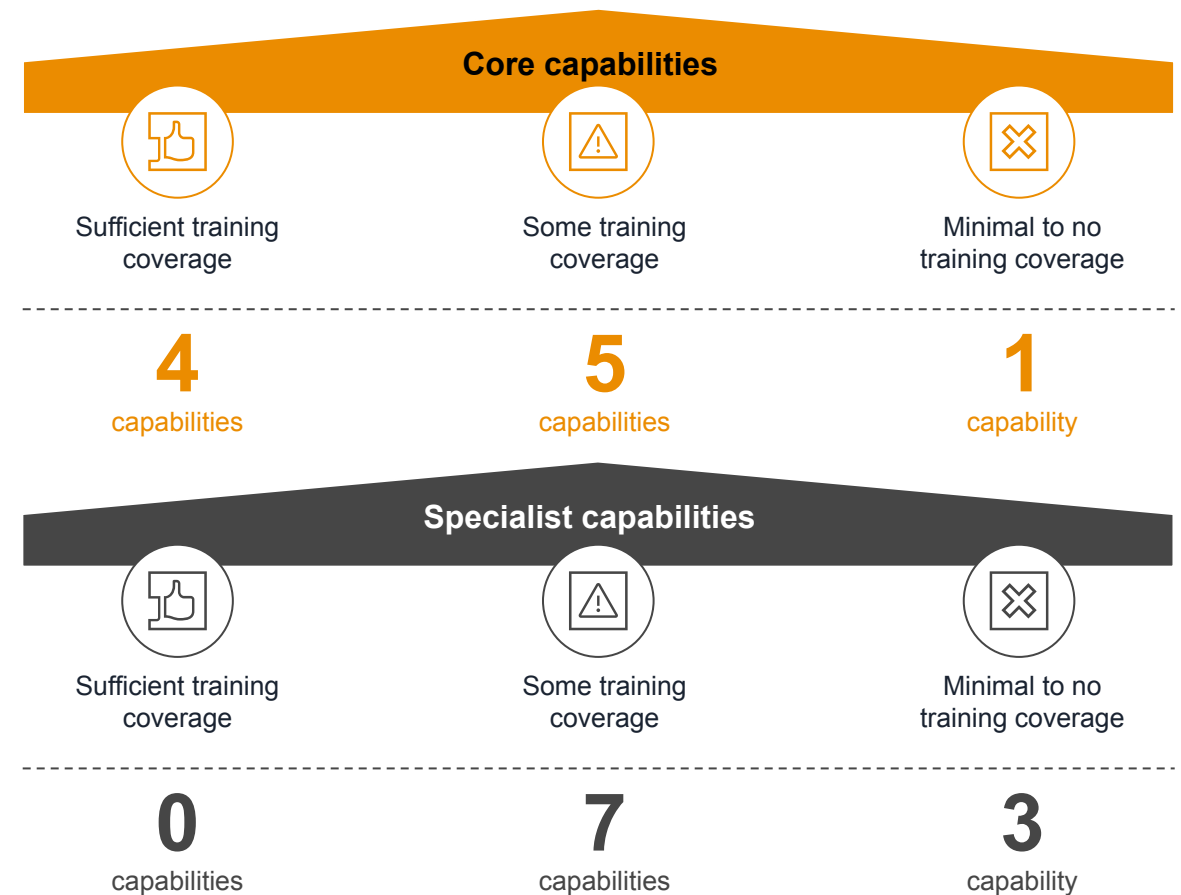 Core capabilities
Sufficient training
coverage
Some training
coverage
Minimal to no
training coverage
4
capabilities
5
capabilities
1
capability
Specialist capabilities
Sufficient training
coverage
Some training
coverage
Minimal to no
training coverage
0
capabilities
7
capabilities
3
capability